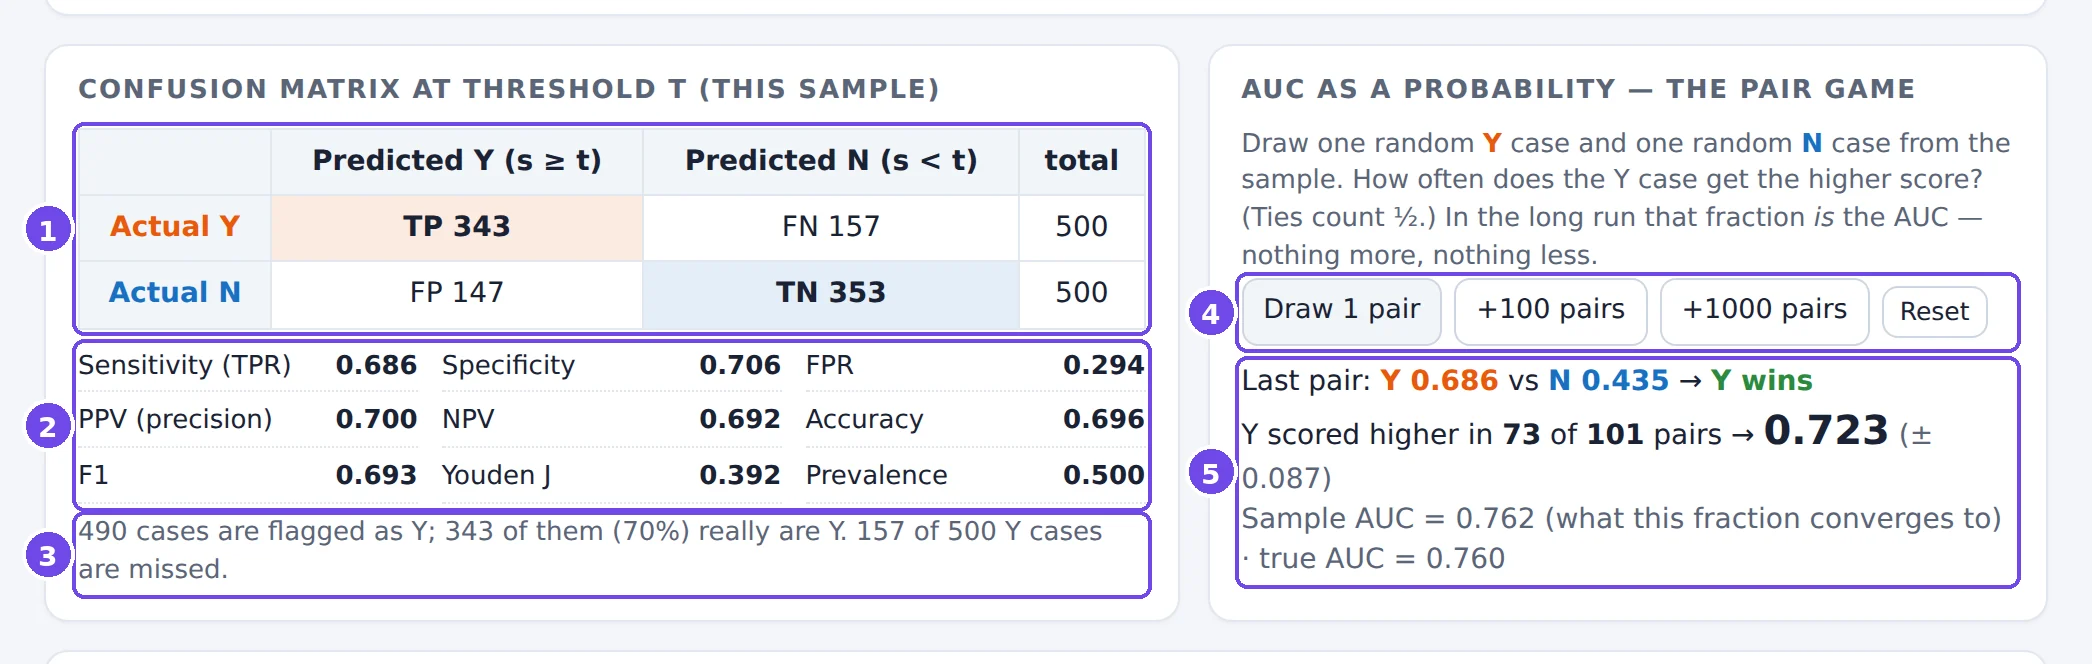 CONFUSION MATRIX AT THRESHOLD T (THIS SAMPLE)
Predicted Y (s ≥ t) Predicted N (s < t) total
1
Actual Y TP 343 FN 157 500
Actual N FP 147 TN 353 500
2
Sensitivity (TPR) 0.686 Specificity 0.706 FPR 0.294
PPV (precision) 0.700 NPV 0.692 Accuracy 0.696
F1 0.693 Youden J 0.392 Prevalence 0.500
3
490 cases are flagged as Y; 343 of them (70%) really are Y. 157 of 500 Y cases
are missed.
AUC AS A PROBABILITY — THE PAIR GAME
Draw one random Y case and one random N case from the
sample. How often does the Y case get the higher score?
(Ties count ½.) In the long run that fraction is the AUC —
nothing more, nothing less.
4
Draw 1 pair +100 pairs +1000 pairs Reset
5
Last pair: Y 0.686 vs N 0.435 → Y wins
Y scored higher in 73 of 101 pairs → 0.723 (±
0.087)
Sample AUC = 0.762 (what this fraction converges to)
· true AUC = 0.760